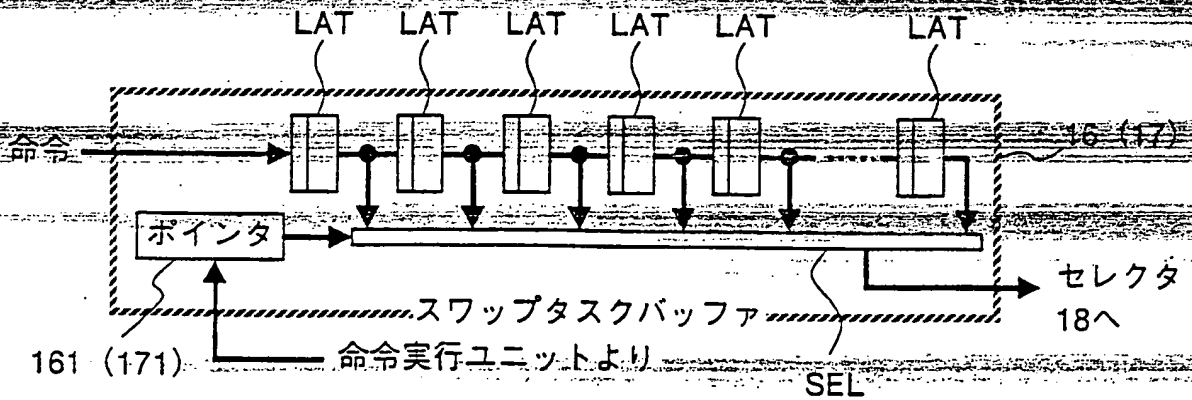 LAT LAT LAT LAT LAT LAT
命令
16 (17)
ポインタ
セレクタ
18へ
スワップタスクバッファ
161 (171)
命令実行ユニットより
SEL